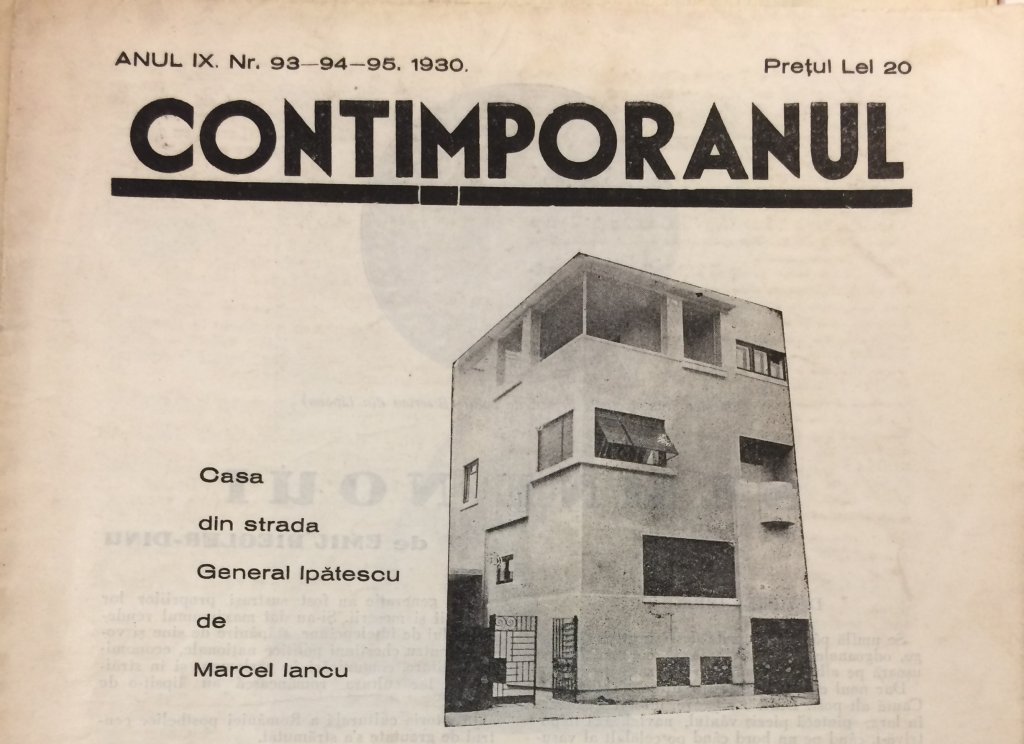 ANUL IX. Nr. 93—94—95. 1930.
Prețul Lei 20
CONTIMPORANUL
Casa
din strada
General Ipătescu
de
Marcel Iancu